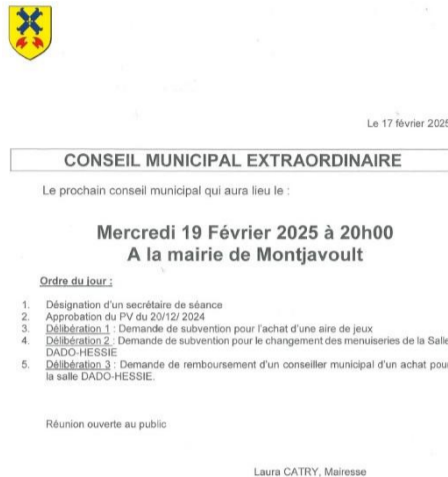 Le 17 février 2025
CONSEIL MUNICIPAL EXTRAORDINAIRE
Le prochain conseil municipal qui aura lieu le :
Mercredi 19 Février 2025 à 20h00
A la mairie de Montjavoult
Ordre du jour :
1. Désignation d'un secrétaire de séance
2. Approbation du PV du 20/12/ 2024
3. Délibération 1 : Demande de subvention pour l'achat d'une aire de jeux
4. Délibération 2 : Demande de subvention pour le changement des menuiseries de la Salle
DADO-HESSIE
5. Délibération 3 : Demande de remboursement d'un conseiller municipal d'un achat pour
la salle DADO-HESSIE.
Réunion ouverte au public
Laura CATRY, Mairesse